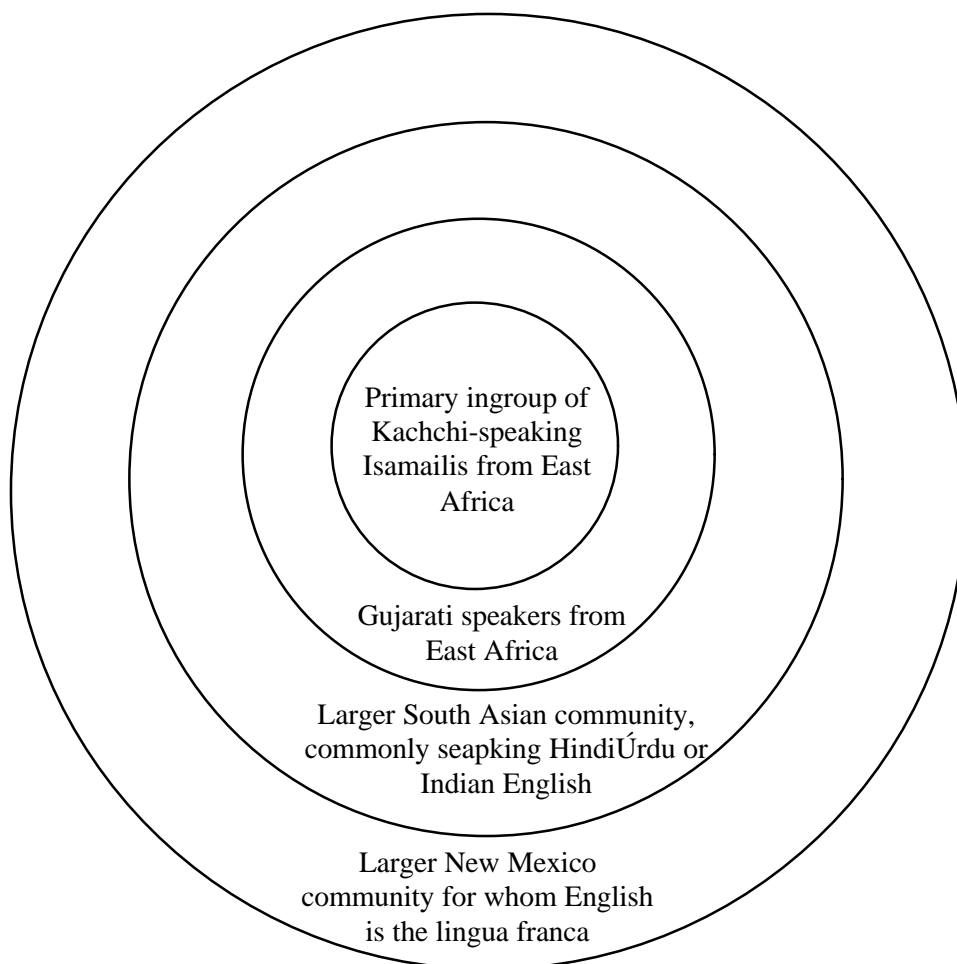 Primary ingroup of
Kachchi-speaking
Isamailis from East
Africa
Gujarati speakers from
East Africa
Larger South Asian community,
commonly seapking HindiÚrdu or
Indian English
Larger New Mexico
community for whom English
is the lingua franca